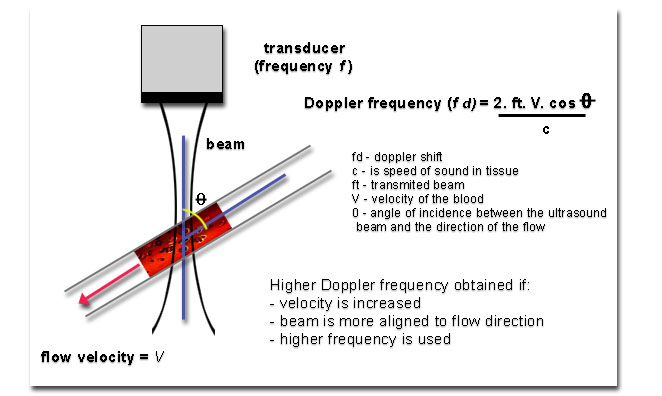 transducer
(frequency f)
Doppler frequency (f d) = 2. ft. V. cos θ
c
beam
θ
fd - doppler shift
c - is speed of sound in tissue
ft - transmited beam
V - velocity of the blood
0 - angle of incidence between the ultrasound
beam and the direction of the flow
Higher Doppler frequency obtained if:
- velocity is increased
- beam is more aligned to flow direction
- higher frequency is used
flow velocity = V